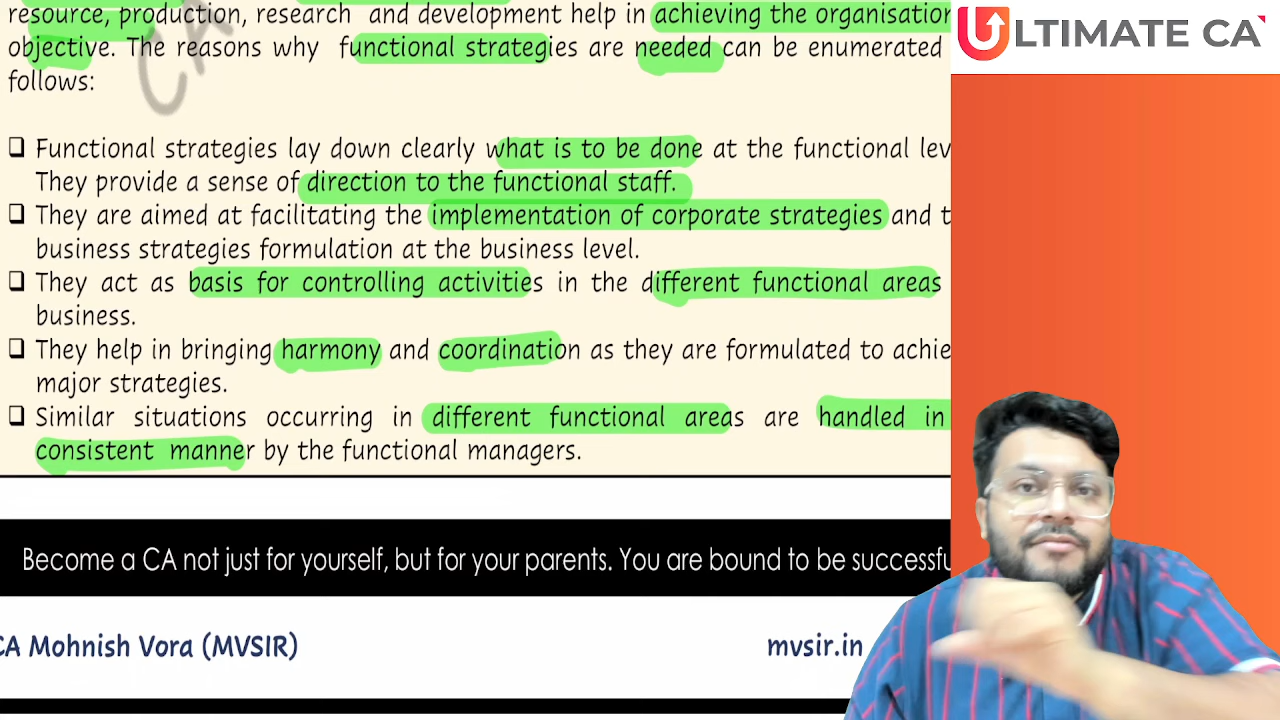 resource, production, research and development help in achieving the organisation
objective. The reasons why functional strategies are needed can be enumerated
follows:
Functional strategies lay down clearly what is to be done at the functional
They provide a sense of direction to the functional staff.
They are aimed at facilitating the implementation of corporate strategies and
business strategies formulation at the business level.
They act as basis for controlling activities in the different functional areas
business.
They help in bringing harmony and coordination as they are formulated to
major strategies.
Similar situations occurring in different functional areas are handled in
consistent manner by the functional managers.
Become a CA not just for yourself, but for your parents. You are bound to be
CA Mohnish Vora (MVSIR)
mvsir.in
ULTIMATE CA
CA